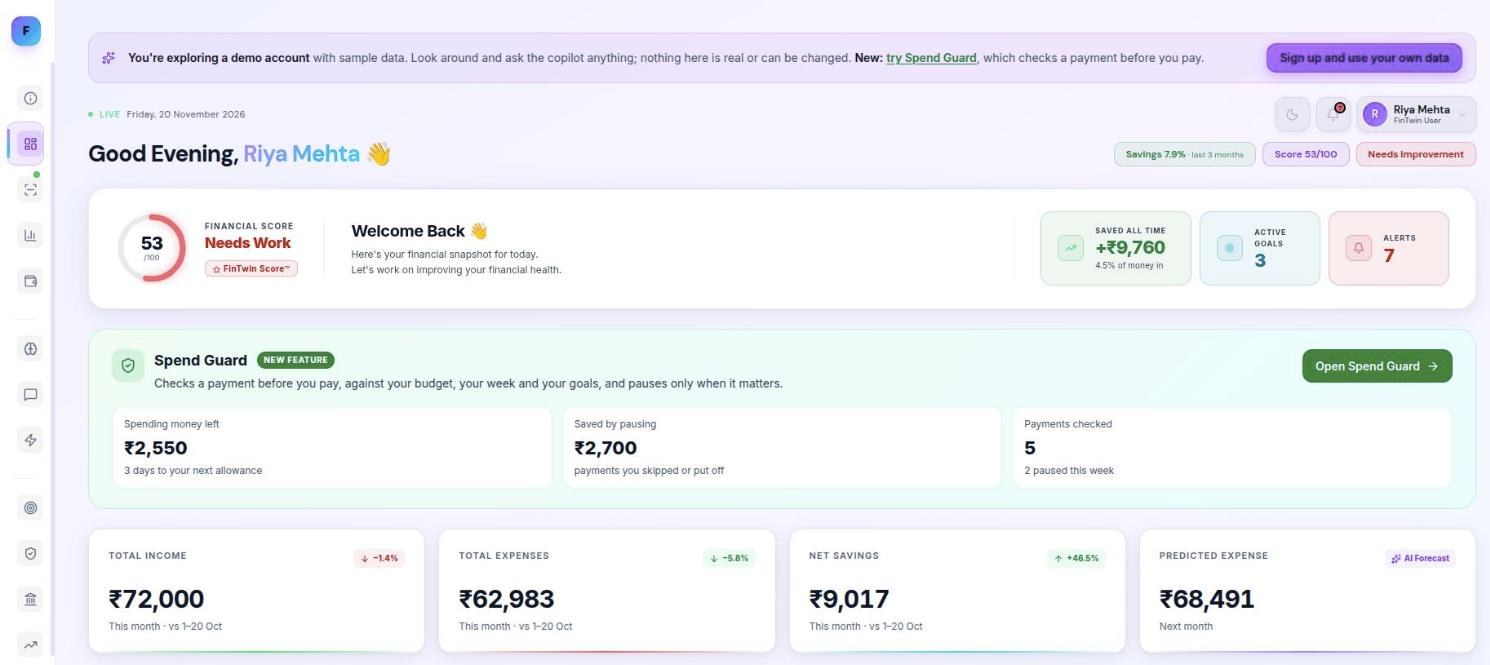 F
You're exploring a demo account with sample data. Look around and ask the copilot anything; nothing here is real or can be changed. New: try Spend Guard, which checks a payment before you pay.
Sign up and use your own data
LIVE Friday, 20 November 2026
R
Riya Mehta
FinTwin User
Good Evening, Riya Mehta 👋
Savings 7.9% · last 3 months
Score 53/100
Needs Improvement
53
/100
FINANCIAL SCORE
Needs Work
FinTwin Score™
Welcome Back 👋
Here's your financial snapshot for today.
Let's work on improving your financial health.
SAVED ALL TIME
+₹9,760
4.5% of money in
ACTIVE
GOALS
3
ALERTS
7
Spend Guard NEW FEATURE
Checks a payment before you pay, against your budget, your week and your goals, and pauses only when it matters.
Open Spend Guard →
Spending money left
₹2,550
3 days to your next allowance
Saved by pausing
₹2,700
payments you skipped or put off
Payments checked
5
2 paused this week
TOTAL INCOME
↓ −1.4%
₹72,000
This month · vs 1–20 Oct
TOTAL EXPENSES
↓ −5.8%
₹62,983
This month · vs 1–20 Oct
NET SAVINGS
↑ +46.5%
₹9,017
This month · vs 1–20 Oct
PREDICTED EXPENSE
AI Forecast
₹68,491
Next month